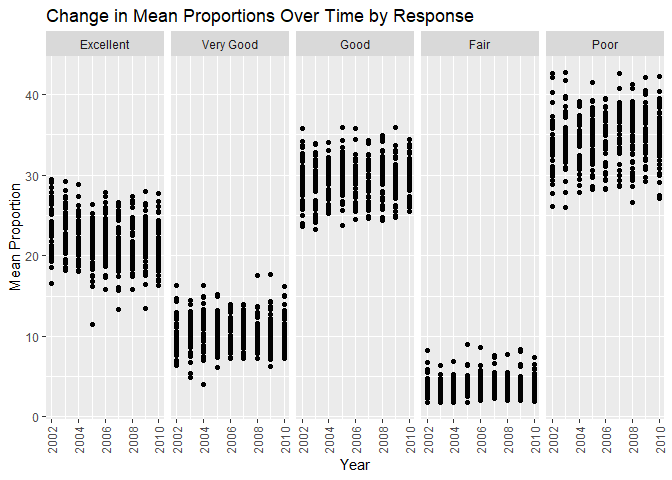 Change in Mean Proportions Over Time by Response
Excellent Very Good Good Fair Poor
40
30
20
10
0
Mean Proportion
2002 2004 2006 2008 2010 2002 2004 2006 2008 2010 2002 2004 2006 2008 2010 2002 2004 2006 2008 2010 2002 2004 2006 2008 2010
Year